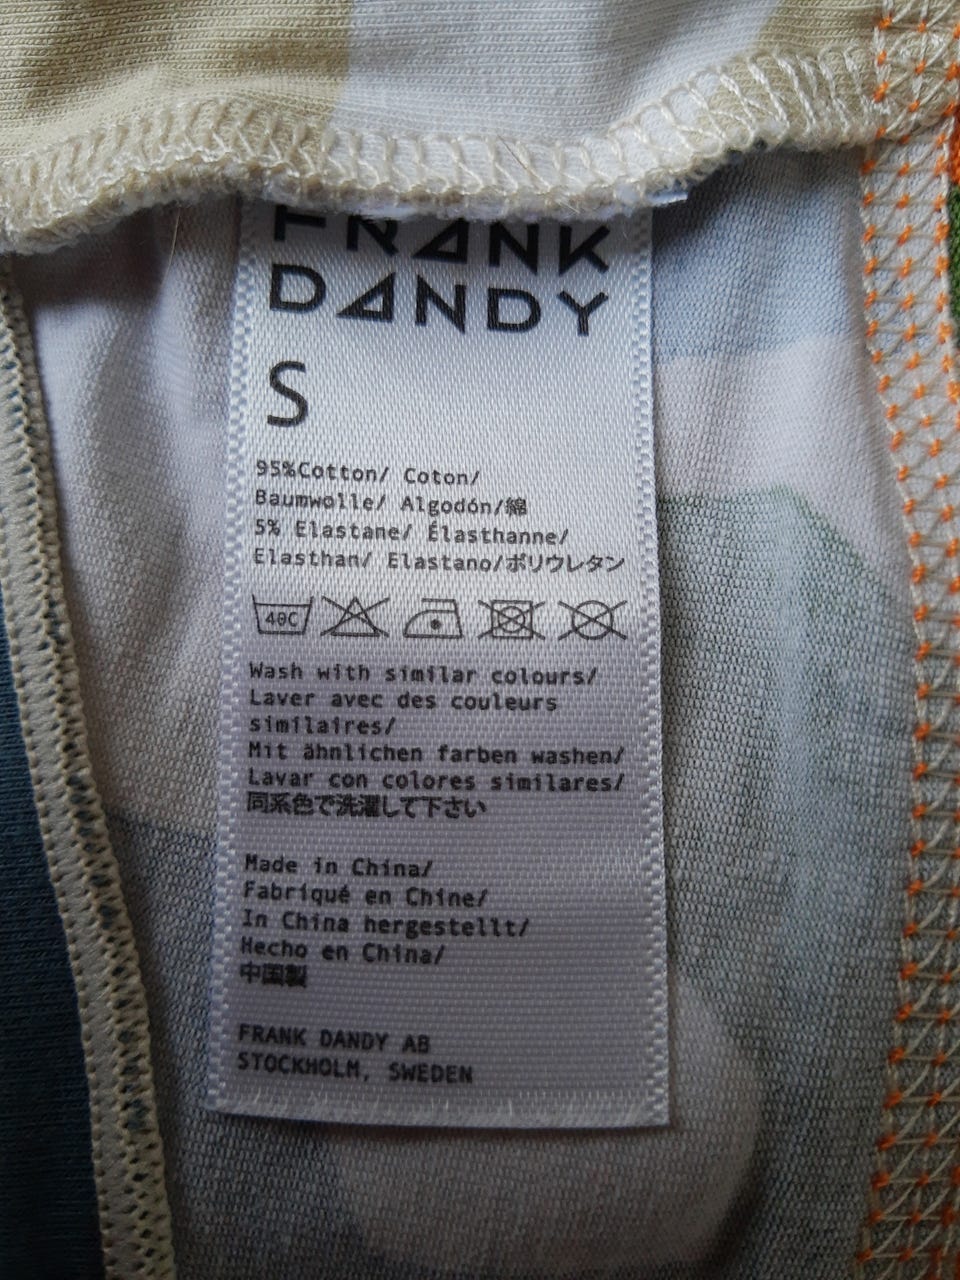 FRANK
DANDY
S
95%Cotton/ Coton/
Baumwolle/ Algodón/綿
5% Elastane/ Élasthanne/
Elasthan/ Elastano/ポリウレタン
40C
Wash with similar colours/
Laver avec des couleurs
similaires/
Mit ähnlichen farben washen/
Lavar con colores similares/
同系色で洗濯して下さい
Made in China/
Fabriqué en Chine/
In China hergestellt/
Hecho en China/
中国製
FRANK DANDY AB
STOCKHOLM, SWEDEN